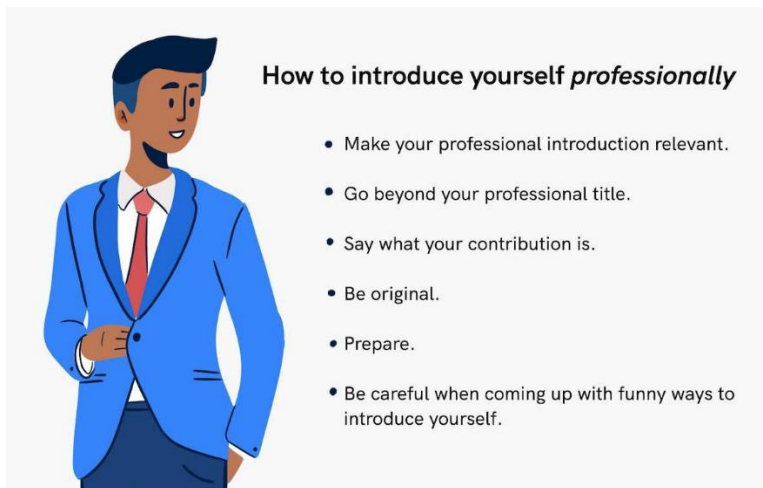 How to introduce yourself professionally
• Make your professional introduction relevant.
• Go beyond your professional title.
• Say what your contribution is.
• Be original.
• Prepare.
• Be careful when coming up with funny ways to
introduce yourself.